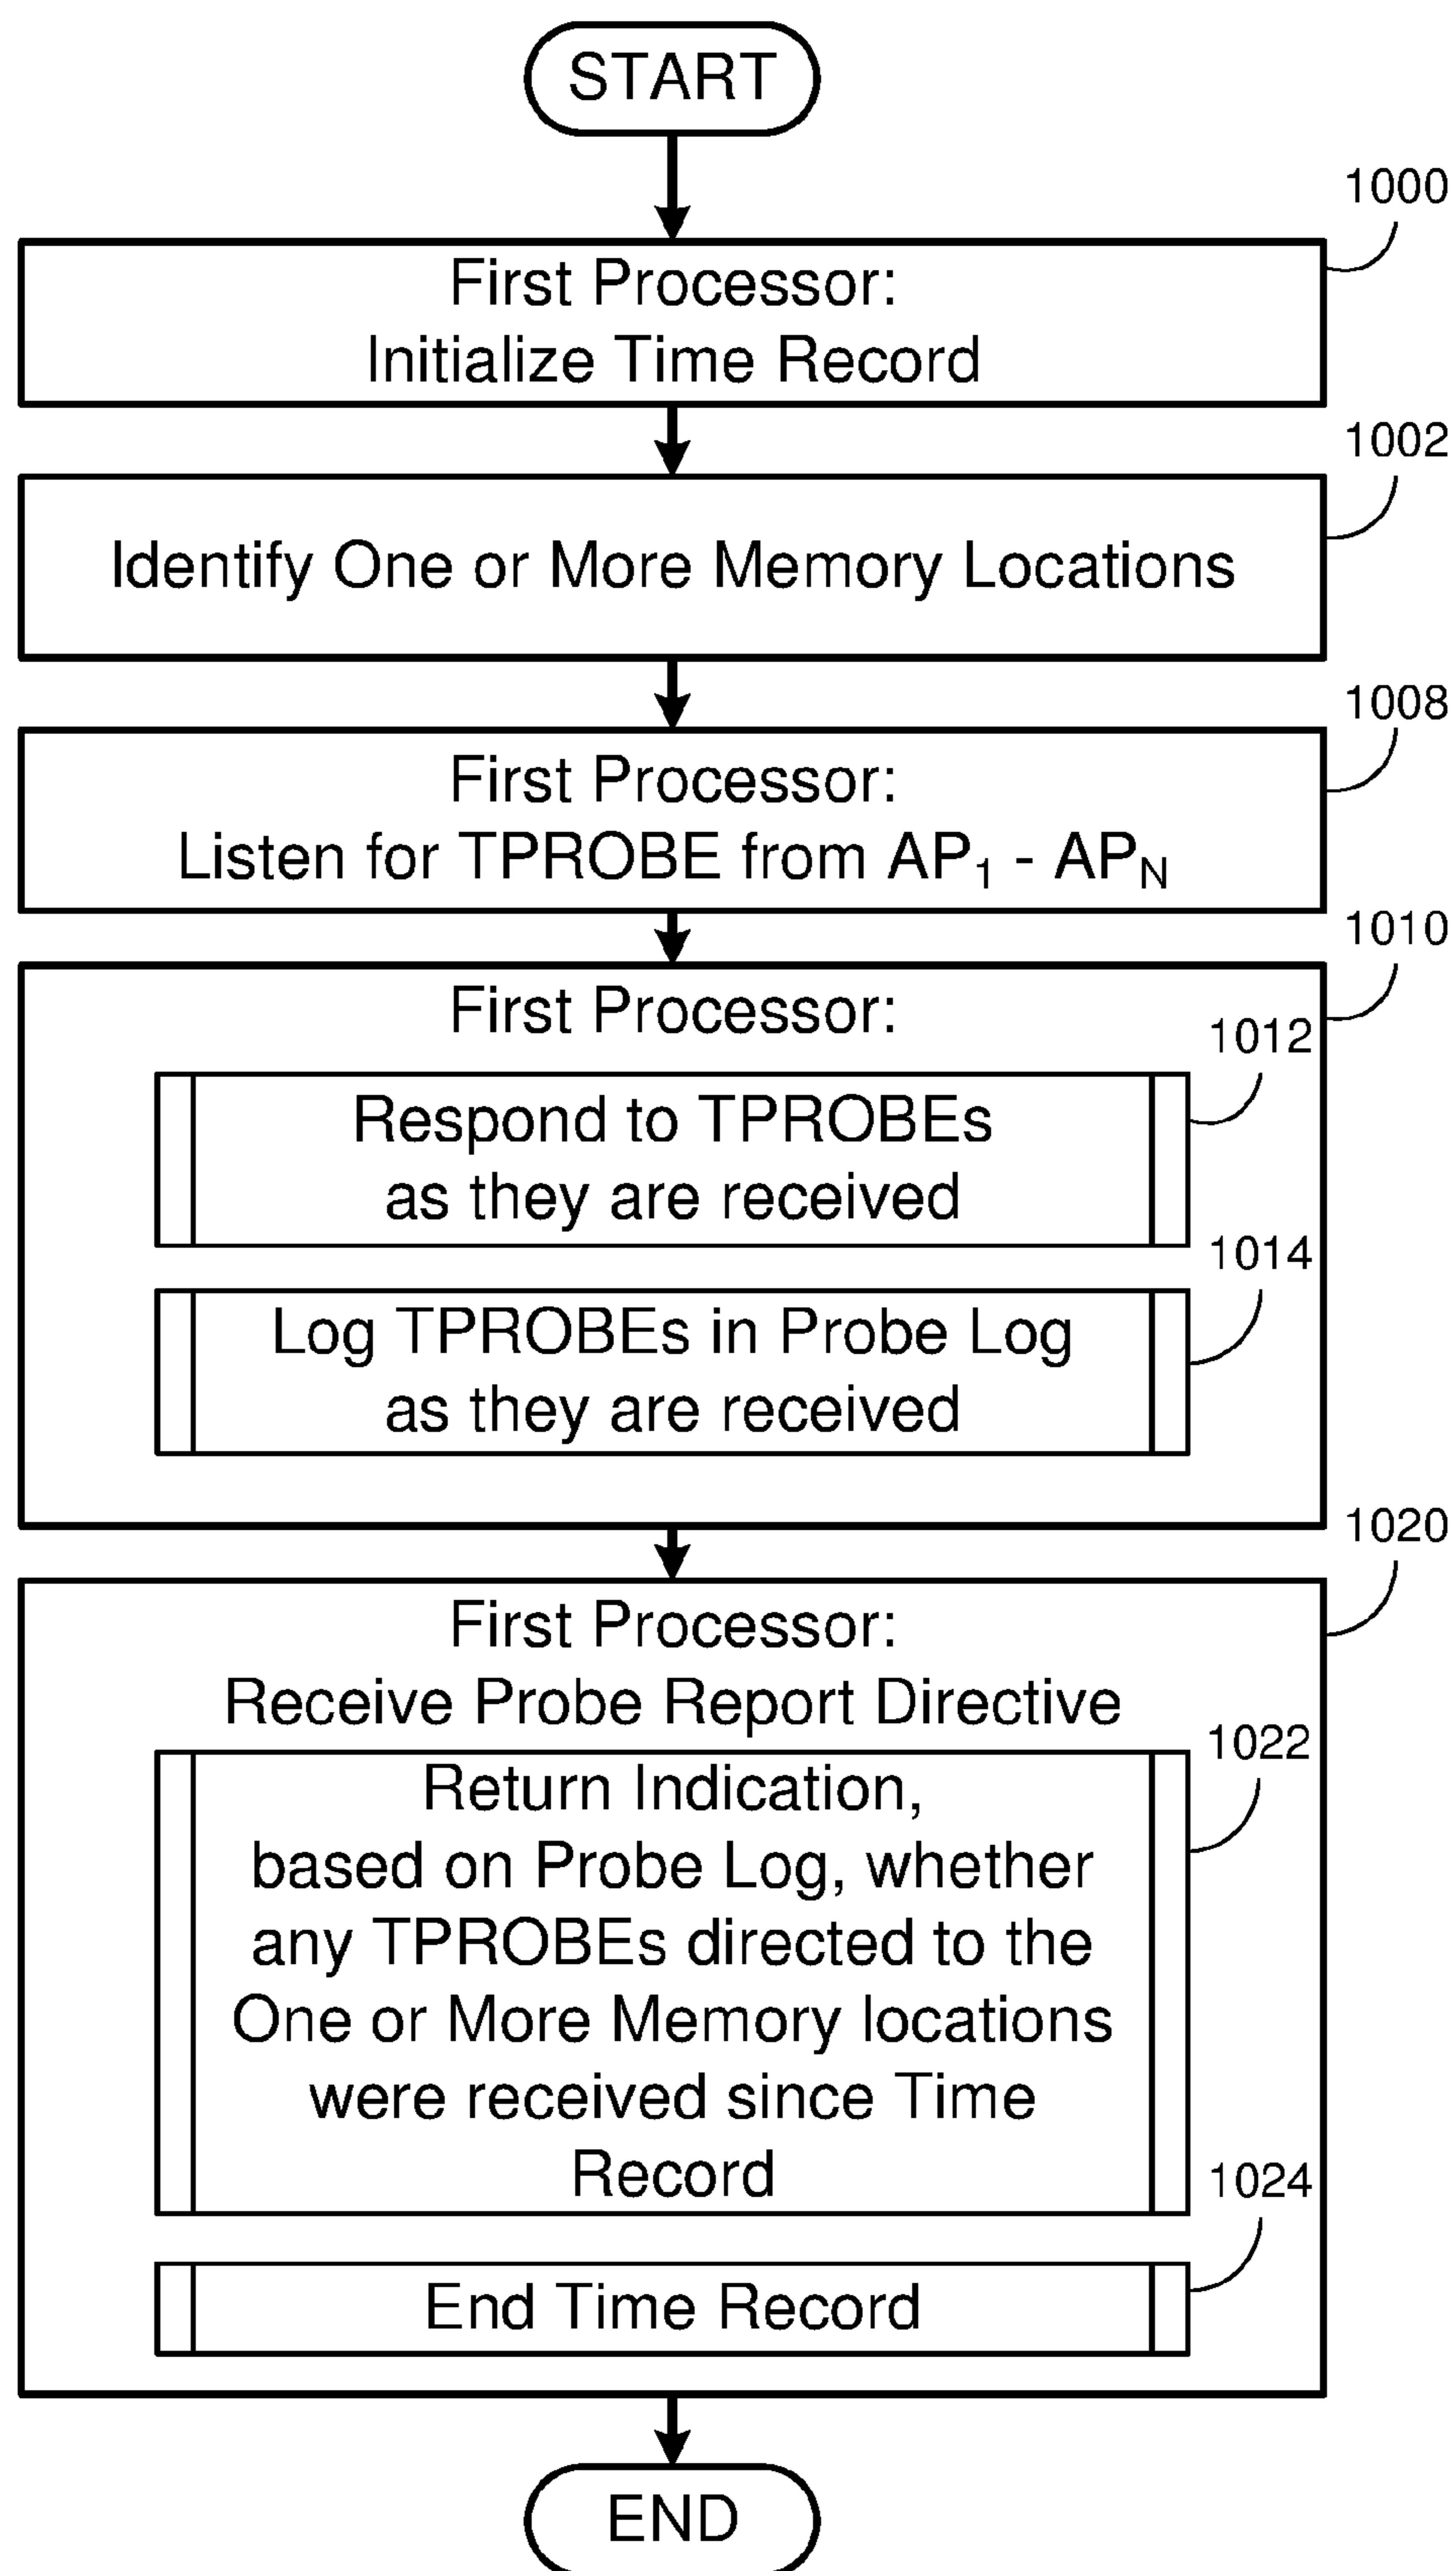 START
1000
First Processor:
Initialize Time Record
1002
Identify One or More Memory Locations
1008
First Processor:
Listen for TPROBE from AP₁ - APN
1010
First Processor:
1012
Respond to TPROBEs
as they are received
1014
Log TPROBEs in Probe Log
as they are received
1020
First Processor:
Receive Probe Report Directive
1022
Return Indication,
based on Probe Log, whether
any TPROBEs directed to the
One or More Memory locations
were received since Time
Record
1024
End Time Record
END